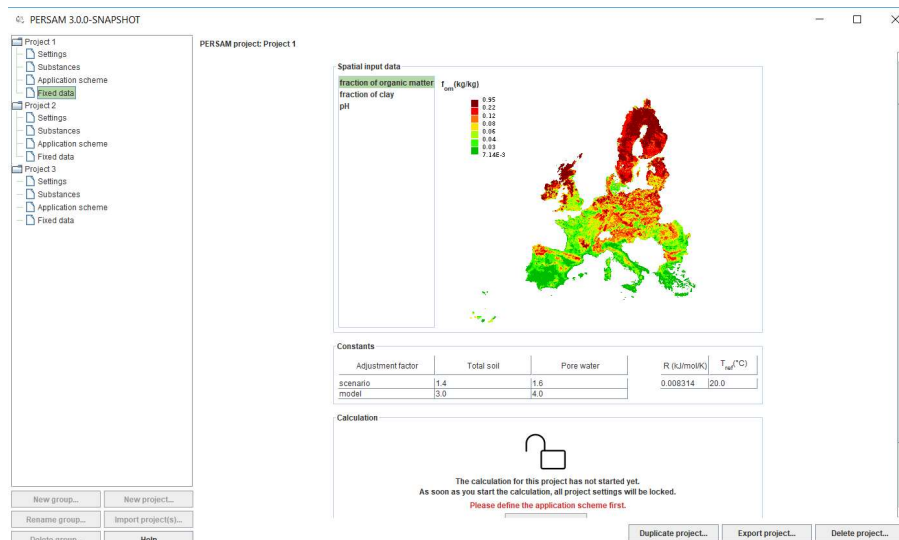 PERSAM 3.0.0-SNAPSHOT
Project 1
Settings
Substances
Application scheme
Fixed data
Project 2
Settings
Substances
Application scheme
Fixed data
Project 3
Settings
Substances
Application scheme
Fixed data
New group...
New project...
Rename group...
Import project(s)...
Delete group...
Help
PERSAM project: Project 1
Spatial input data
fraction of organic matter
fraction of clay
pH
fom(kg/kg)
0.95
0.22
0.12
0.08
0.06
0.04
0.03
7.14E-3
Constants
Adjustment factor Total soil Pore water
scenario 1.4 1.6
model 3.0 4.0
R (kJ/mol/K) Tref(°C)
0.008314 20.0
Calculation
The calculation for this project has not started yet.
As soon as you start the calculation, all project settings will be locked.
Please define the application scheme first.
Duplicate project...
Export project...
Delete project...